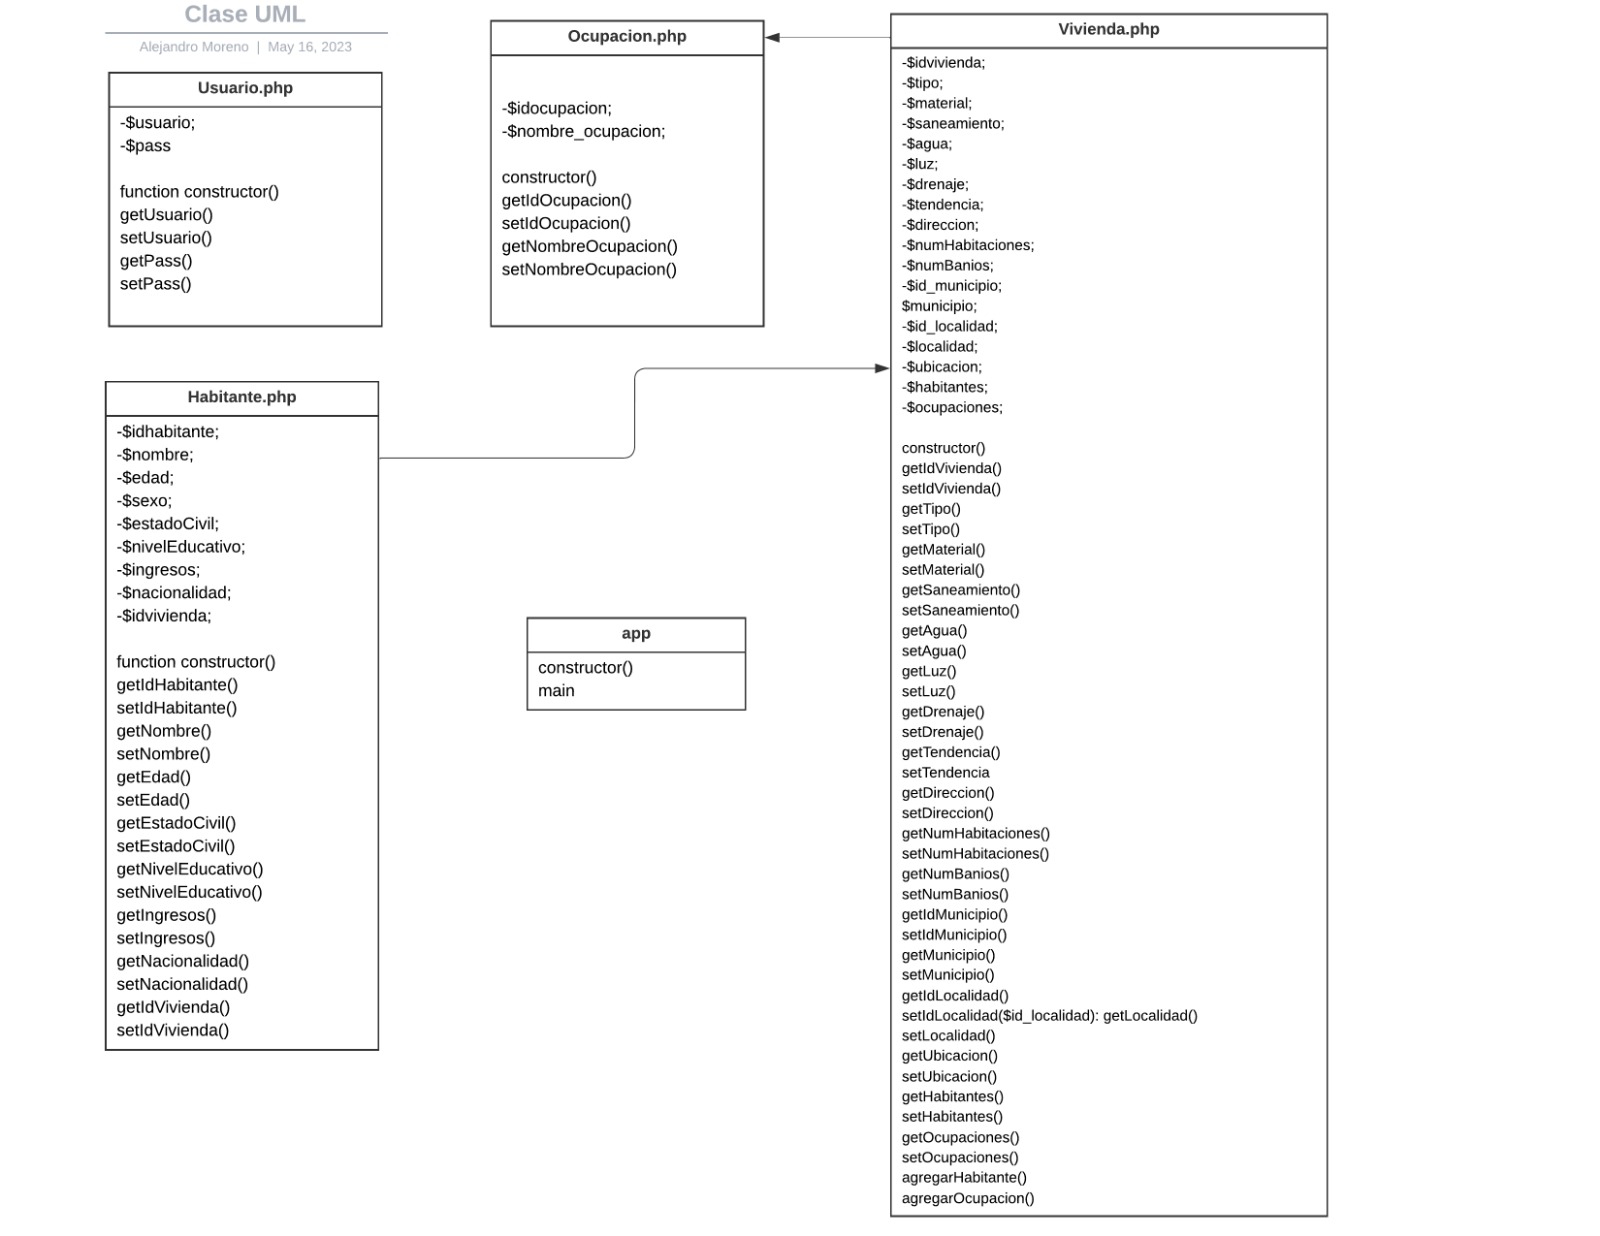 Clase UML
Alejandro Moreno | May 16, 2023
Usuario.php
-$usuario;
-$pass
function constructor()
getUsuario()
setUsuario()
getPass()
setPass()
Ocupacion.php
-$idocupacion;
-$nombre_ocupacion;
constructor()
getIdOcupacion()
setIdOcupacion()
getNombreOcupacion()
setNombreOcupacion()
Habitante.php
-$idhabitante;
-$nombre;
-$edad;
-$sexo;
-$estadoCivil;
-$nivelEducativo;
-$ingresos;
-$nacionalidad;
-$idvivienda;
function constructor()
getIdHabitante()
setIdHabitante()
getNombre()
setNombre()
getEdad()
setEdad()
getEstadoCivil()
setEstadoCivil()
getNivelEducativo()
setNivelEducativo()
getIngresos()
setIngresos()
getNacionalidad()
setNacionalidad()
getIdVivienda()
setIdVivienda()
app
constructor()
main
Vivienda.php
-$idvivienda;
-$tipo;
-$material;
-$saneamiento;
-$agua;
-$luz;
-$drenaje;
-$tendencia;
-$direccion;
-$numHabitaciones;
-$numBanios;
-$id_municipio;
$municipio;
-$id_localidad;
-$localidad;
-$ubicacion;
-$habitantes;
-$ocupaciones;
constructor()
getIdVivienda()
setIdVivienda()
getTipo()
setTipo()
getMaterial()
setMaterial()
getSaneamiento()
setSaneamiento()
getAgua()
setAgua()
getLuz()
setLuz()
getDrenaje()
setDrenaje()
getTendencia()
setTendencia
getDireccion()
setDireccion()
getNumHabitaciones()
setNumHabitaciones()
getNumBanios()
setNumBanios()
getIdMunicipio()
setIdMunicipio()
getMunicipio()
setMunicipio()
getIdLocalidad()
setIdLocalidad($id_localidad): getLocalidad()
setLocalidad()
getUbicacion()
setUbicacion()
getHabitantes()
setHabitantes()
getOcupaciones()
setOcupaciones()
agregarHabitante()
agregarOcupacion()